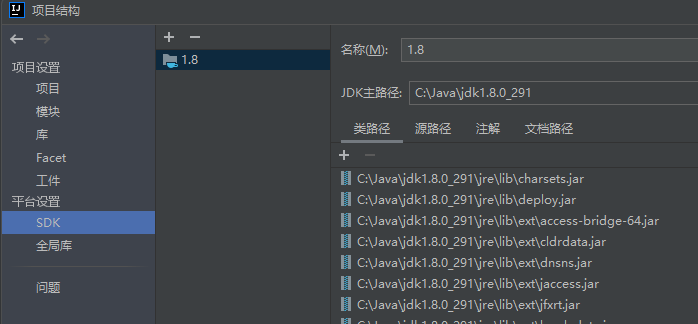 项目结构
项目设置
项目
模块
库
Facet
工件
平台设置
SDK
全局库
问题
1.8
名称(M): 1.8
JDK主路径: C:\Java\jdk1.8.0_291
类路径 源路径 注解 文档路径
C:\Java\jdk1.8.0_291\jre\lib\charsets.jar
C:\Java\jdk1.8.0_291\jre\lib\deploy.jar
C:\Java\jdk1.8.0_291\jre\lib\ext\access-bridge-64.jar
C:\Java\jdk1.8.0_291\jre\lib\ext\cldrdata.jar
C:\Java\jdk1.8.0_291\jre\lib\ext\dnsns.jar
C:\Java\jdk1.8.0_291\jre\lib\ext\jaccess.jar
C:\Java\jdk1.8.0_291\jre\lib\ext\jfxrt.jar